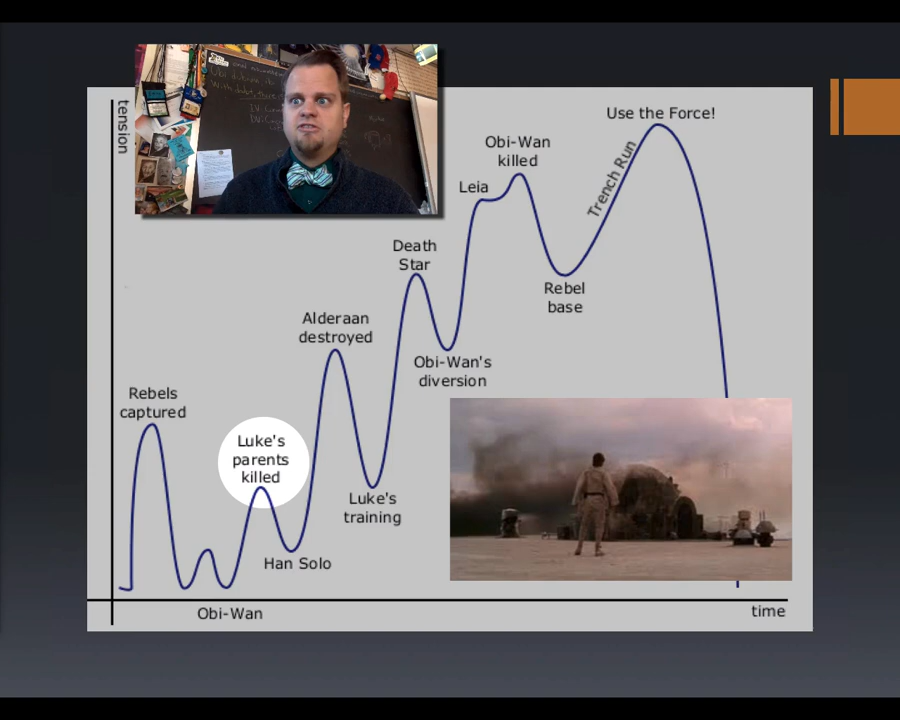 tension
Use the Force!
Obi-Wan
killed
Trench Run
Leia
Death
Star
Rebel
base
Alderaan
destroyed
Obi-Wan's
diversion
Rebels
captured
Luke's
parents
killed
Luke's
training
Han Solo
Obi-Wan
time